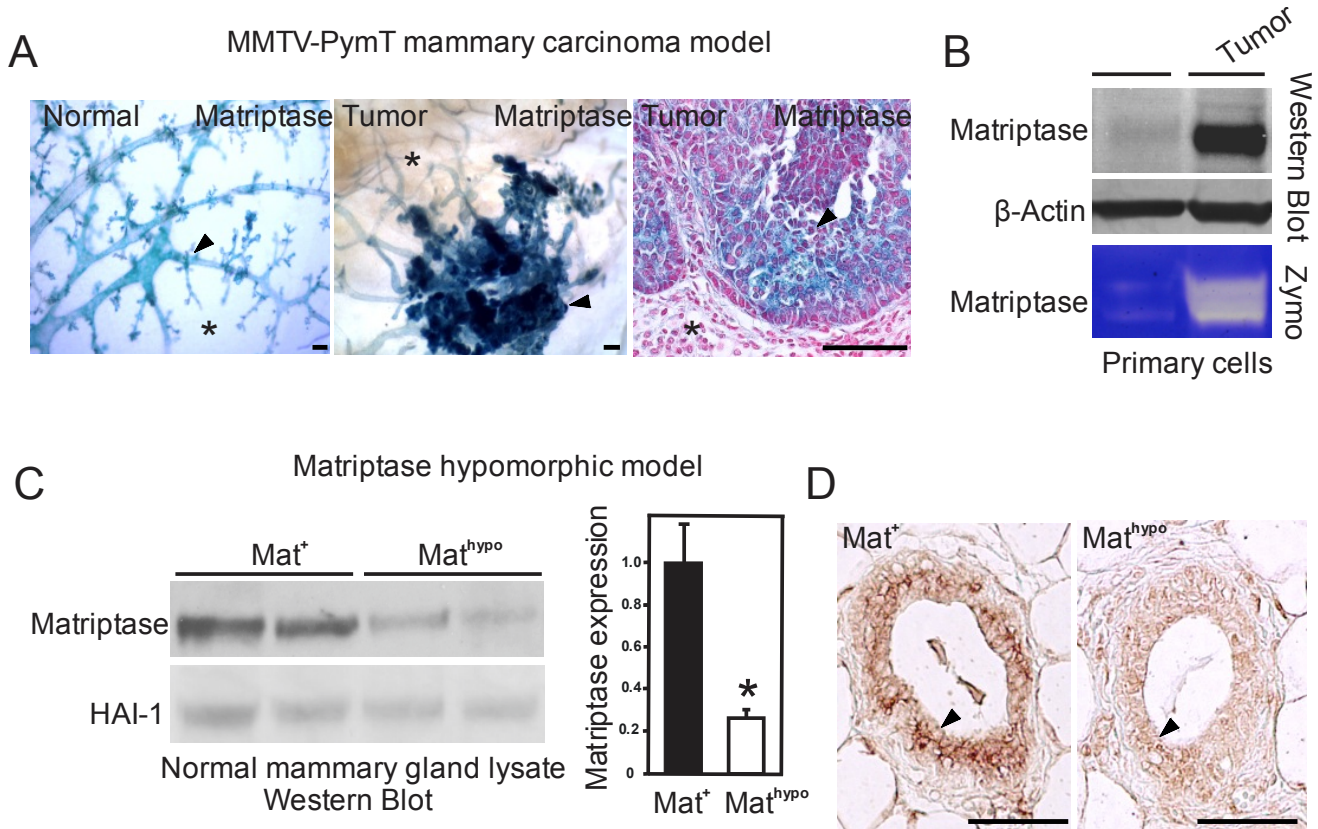 A
MMTV-PymT mammary carcinoma model
Normal Matriptase
*
Tumor Matriptase
*
Tumor Matriptase
*
B
Tumor
Matriptase
β-Actin
Western Blot
Matriptase
Zymo
Primary cells
C
Matriptase hypomorphic model
Mat⁺ Matʰʸᵖᵒ
Matriptase
HAI-1
Normal mammary gland lysate
Western Blot
Matriptase expression
1.0
0.8
0.6
0.4
0.2
0
*
Mat⁺ Matʰʸᵖᵒ
D
Mat⁺
Matʰʸᵖᵒ